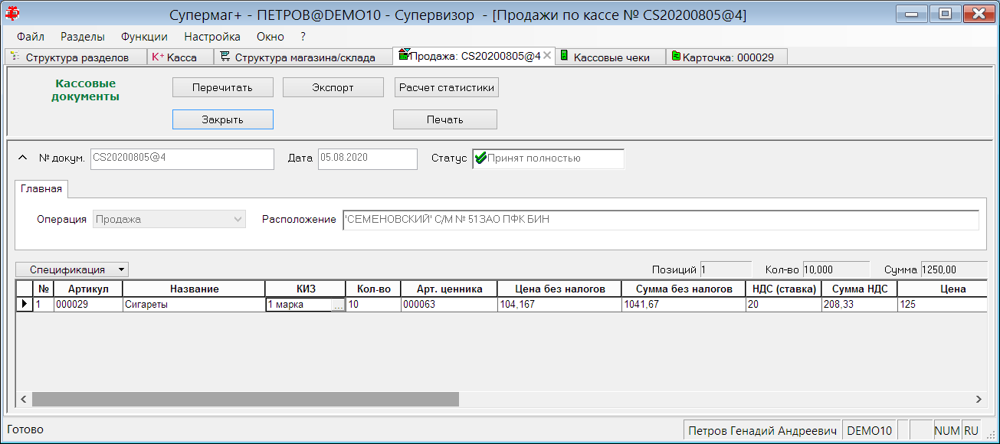 Супермаг+ - ПЕТРОВ@DEMO10 - Супервизор - [Продажи по кассе № CS20200805@4]
Файл Разделы Функции Настройка Окно ?
Структура разделов К+ Касса Структура магазина/склада Продажа: CS20200805@4 Кассовые чеки Карточка: 000029
Кассовые документы
Перечитать Экспорт Расчет статистики
Закрыть Печать
№ докум. CS20200805@4 Дата 05.08.2020 Статус Принят полностью
Главная
Операция Продажа Расположение 'СЕМЕНОВСКИЙ' С/М № 51ЗАО ПФК БИН
Спецификация Позиций 1 Кол-во 10,000 Сумма 1250,00
№ Артикул Название КИЗ Кол-во Арт. ценника Цена без налогов Сумма без налогов НДС (ставка) Сумма НДС Цена
1 000029 Сигареты 1 марка ... 10 000063 104,167 1041,67 20 208,33 125
Готово Петров Генадий Андреевич DEMO10 NUM RU